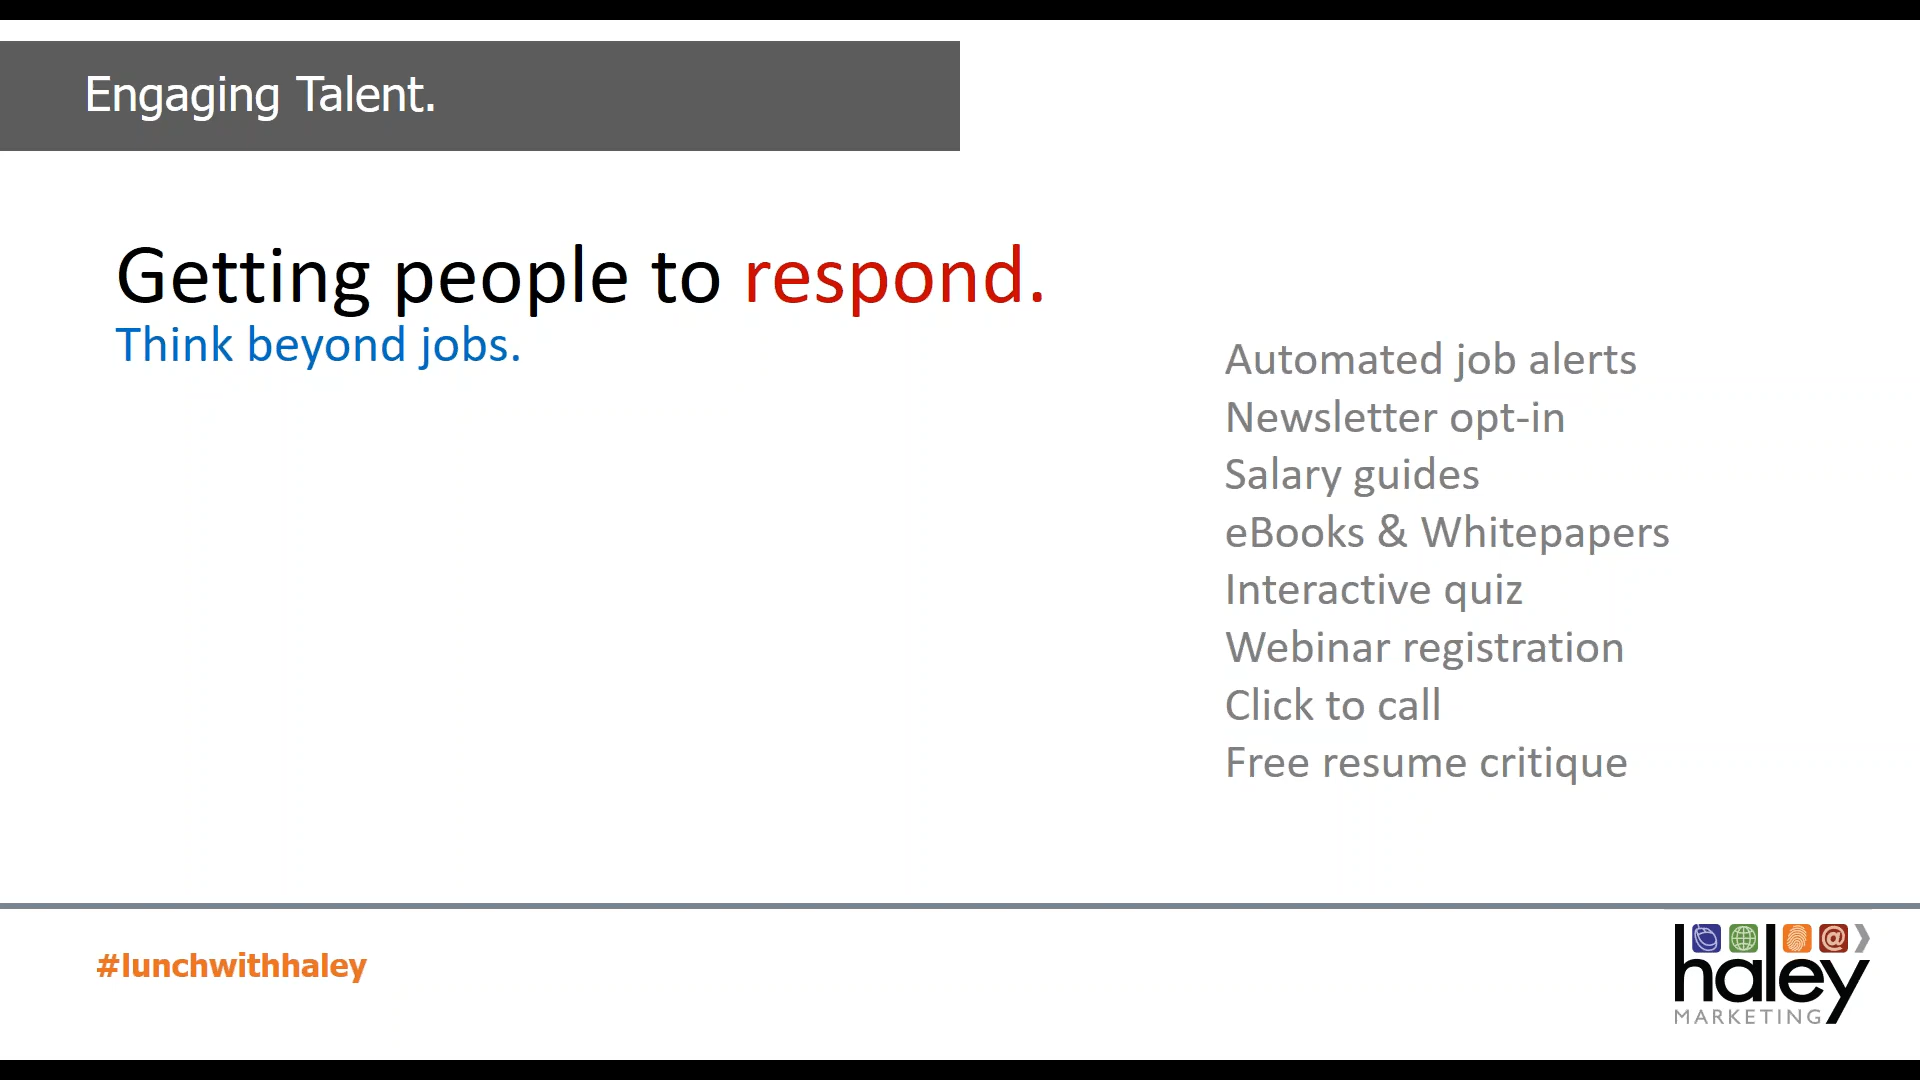 Engaging Talent.
Getting people to respond.
Think beyond jobs.
Automated job alerts
Newsletter opt-in
Salary guides
eBooks & Whitepapers
Interactive quiz
Webinar registration
Click to call
Free resume critique
#lunchwithhaley
haley
MARKETING